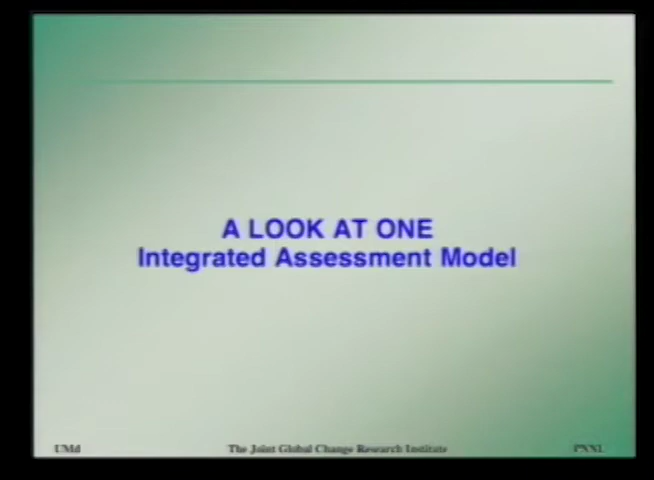 A LOOK AT ONE
Integrated Assessment Model
UMd The Joint Global Change Research Institute PNNL